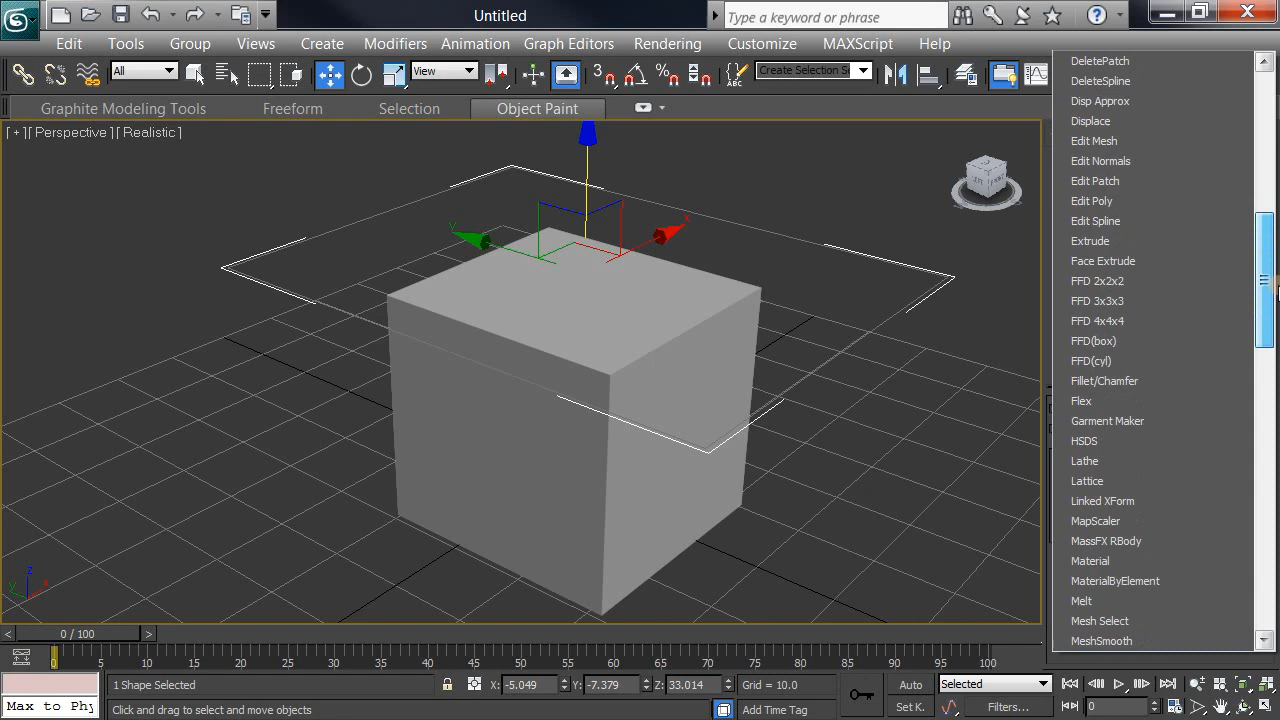 Untitled
Type a keyword or phrase
Edit Tools Group Views Create Modifiers Animation Graph Editors Rendering Customize MAXScript Help
All
View
3
%
ABC
Create Selection Se
Graphite Modeling Tools Freeform Selection Object Paint
[ + ][ Perspective ][ Realistic ]
x
y
z
y
x
DeletePatch
DeleteSpline
Disp Approx
Displace
Edit Mesh
Edit Normals
Edit Patch
Edit Poly
Edit Spline
Extrude
Face Extrude
FFD 2x2x2
FFD 3x3x3
FFD 4x4x4
FFD(box)
FFD(cyl)
Fillet/Chamfer
Flex
Garment Maker
HSDS
Lathe
Lattice
Linked XForm
MapScaler
MassFX RBody
Material
MaterialByElement
Melt
Mesh Select
MeshSmooth
< 0 / 100 >
0 5 10 15 20 25 30 35 40 45 50 55 60 65 70 75 80 85 90 95 100
1 Shape Selected X: -5.049 Y: -7.379 Z: 33.014 Grid = 10.0 Auto Selected
Max to Phy Click and drag to select and move objects Add Time Tag Set K. Filters... 0